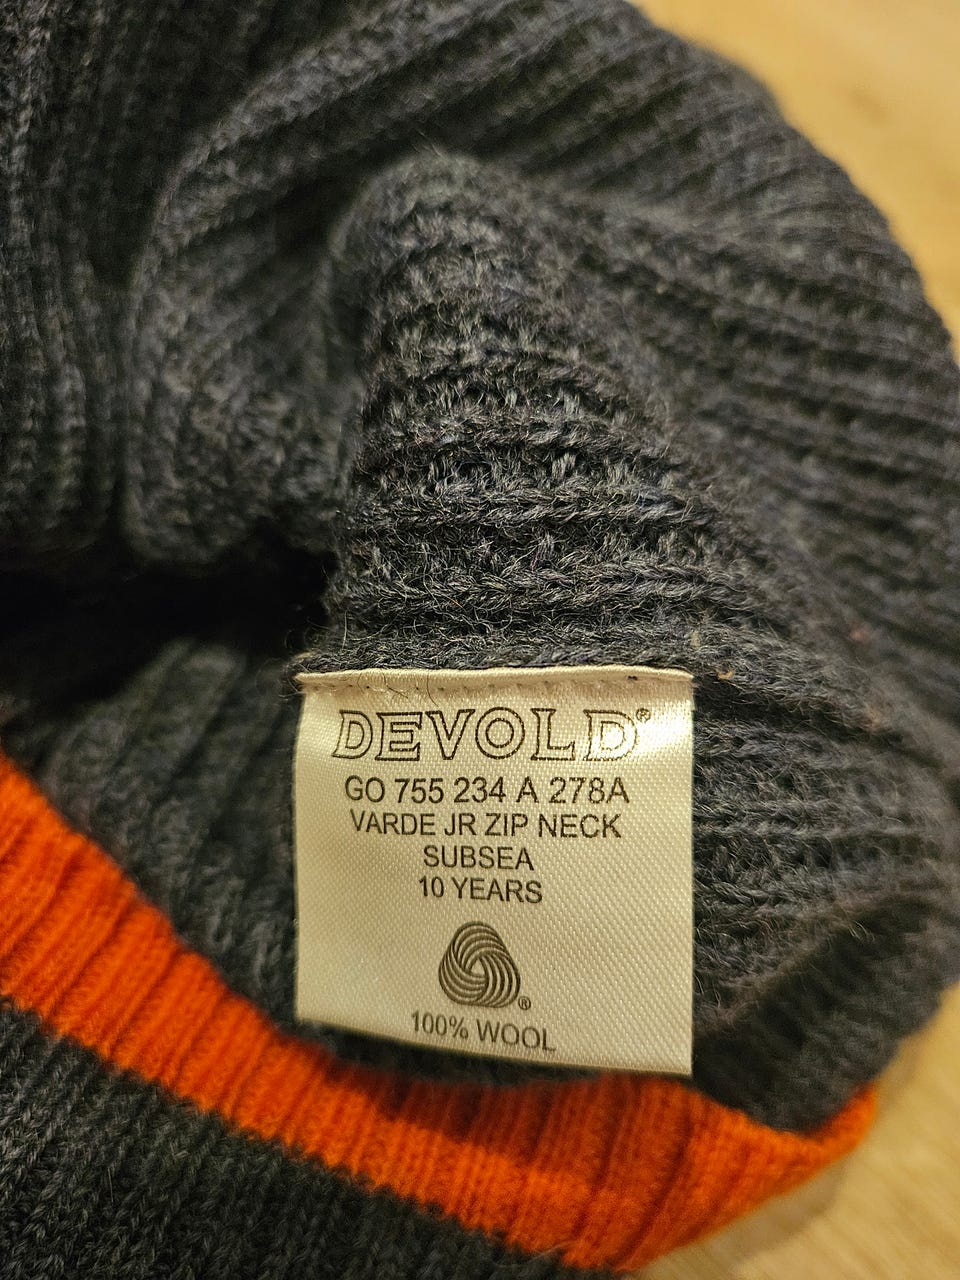 DEVOLD®
GO 755 234 A 278A
VARDE JR ZIP NECK
SUBSEA
10 YEARS
®
100% WOOL